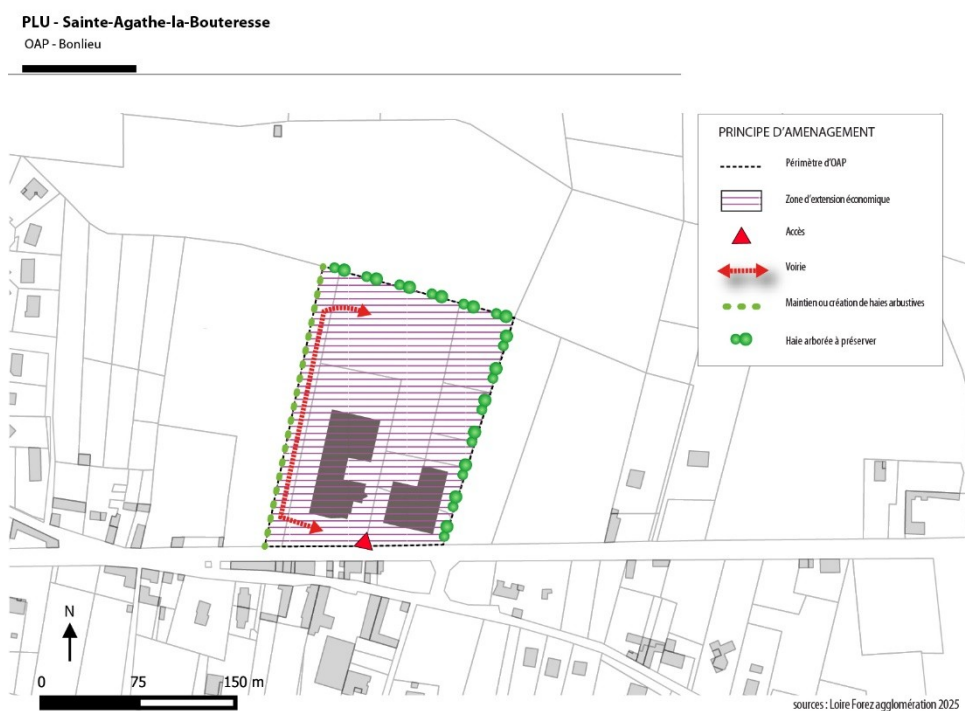 PLU - Sainte-Agathe-la-Bouteresse
OAP - Bonlieu
PRINCIPE D'AMENAGEMENT
Périmètre d'OAP
Zone d'extension économique
Accès
Voirie
Maintien ou création de haies arbustives
Haie arborée à préserver
N
0 75 150 m
sources : Loire Forez agglomération 2025